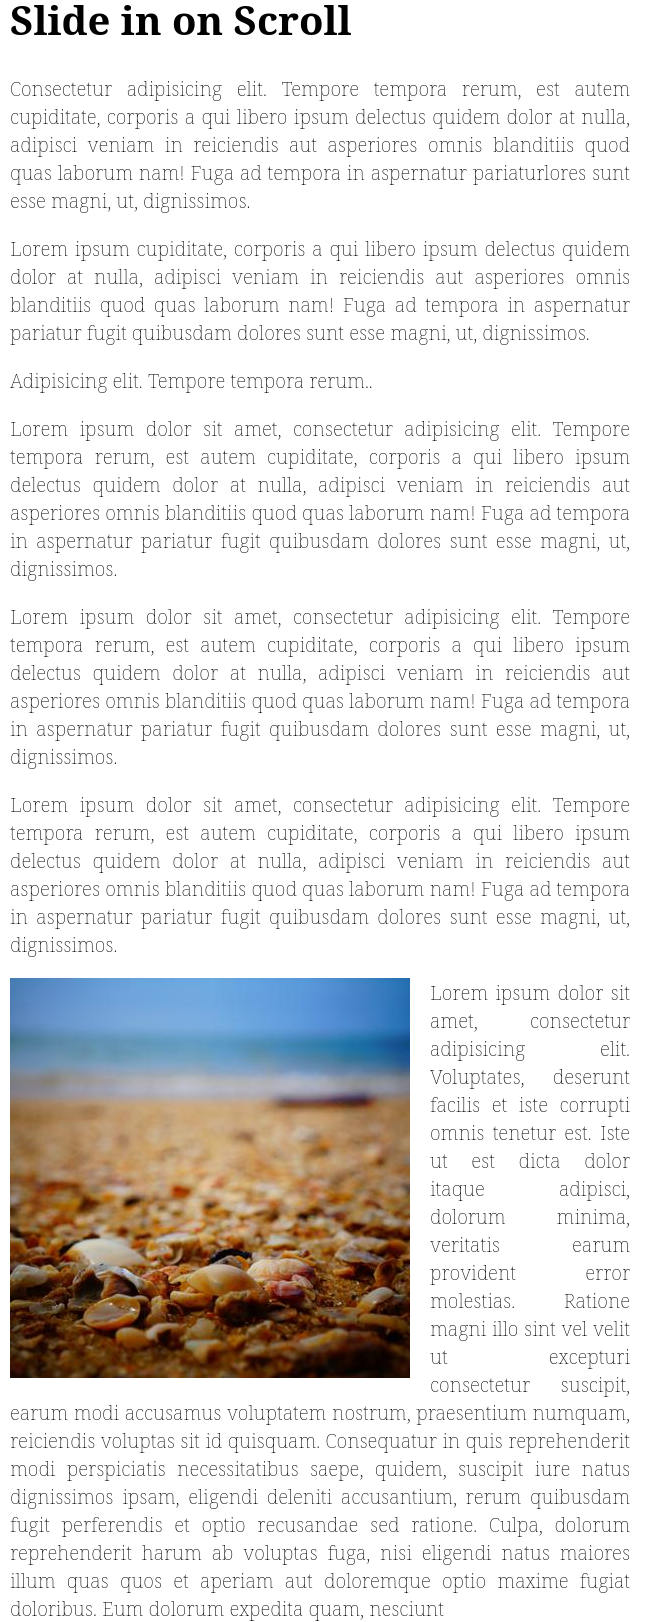 Slide in on Scroll
Consectetur adipisicing elit. Tempore tempora rerum, est autem
cupiditate, corporis a qui libero ipsum delectus quidem dolor at nulla,
adipisci veniam in reiciendis aut asperiores omnis blanditiis quod
quas laborum nam! Fuga ad tempora in aspernatur pariaturlores sunt
esse magni, ut, dignissimos.
Lorem ipsum cupiditate, corporis a qui libero ipsum delectus quidem
dolor at nulla, adipisci veniam in reiciendis aut asperiores omnis
blanditiis quod quas laborum nam! Fuga ad tempora in aspernatur
pariatur fugit quibusdam dolores sunt esse magni, ut, dignissimos.
Adipisicing elit. Tempore tempora rerum..
Lorem ipsum dolor sit amet, consectetur adipisicing elit. Tempore
tempora rerum, est autem cupiditate, corporis a qui libero ipsum
delectus quidem dolor at nulla, adipisci veniam in reiciendis aut
asperiores omnis blanditiis quod quas laborum nam! Fuga ad tempora
in aspernatur pariatur fugit quibusdam dolores sunt esse magni, ut,
dignissimos.
Lorem ipsum dolor sit amet, consectetur adipisicing elit. Tempore
tempora rerum, est autem cupiditate, corporis a qui libero ipsum
delectus quidem dolor at nulla, adipisci veniam in reiciendis aut
asperiores omnis blanditiis quod quas laborum nam! Fuga ad tempora
in aspernatur pariatur fugit quibusdam dolores sunt esse magni, ut,
dignissimos.
Lorem ipsum dolor sit amet, consectetur adipisicing elit. Tempore
tempora rerum, est autem cupiditate, corporis a qui libero ipsum
delectus quidem dolor at nulla, adipisci veniam in reiciendis aut
asperiores omnis blanditiis quod quas laborum nam! Fuga ad tempora
in aspernatur pariatur fugit quibusdam dolores sunt esse magni, ut,
dignissimos.
Lorem ipsum dolor sit
amet, consectetur
adipisicing elit.
Voluptates, deserunt
facilis et iste corrupti
omnis tenetur est. Iste
ut est dicta dolor
itaque adipisci,
dolorum minima,
veritatis earum
provident error
molestias. Ratione
magni illo sint vel velit
ut excepturi
consectetur suscipit,
earum modi accusamus voluptatem nostrum, praesentium numquam,
reiciendis voluptas sit id quisquam. Consequatur in quis reprehenderit
modi perspiciatis necessitatibus saepe, quidem, suscipit iure natus
dignissimos ipsam, eligendi deleniti accusantium, rerum quibusdam
fugit perferendis et optio recusandae sed ratione. Culpa, dolorum
reprehenderit harum ab voluptas fuga, nisi eligendi natus maiores
illum quas quos et aperiam aut doloremque optio maxime fugiat
doloribus. Eum dolorum expedita quam, nesciunt